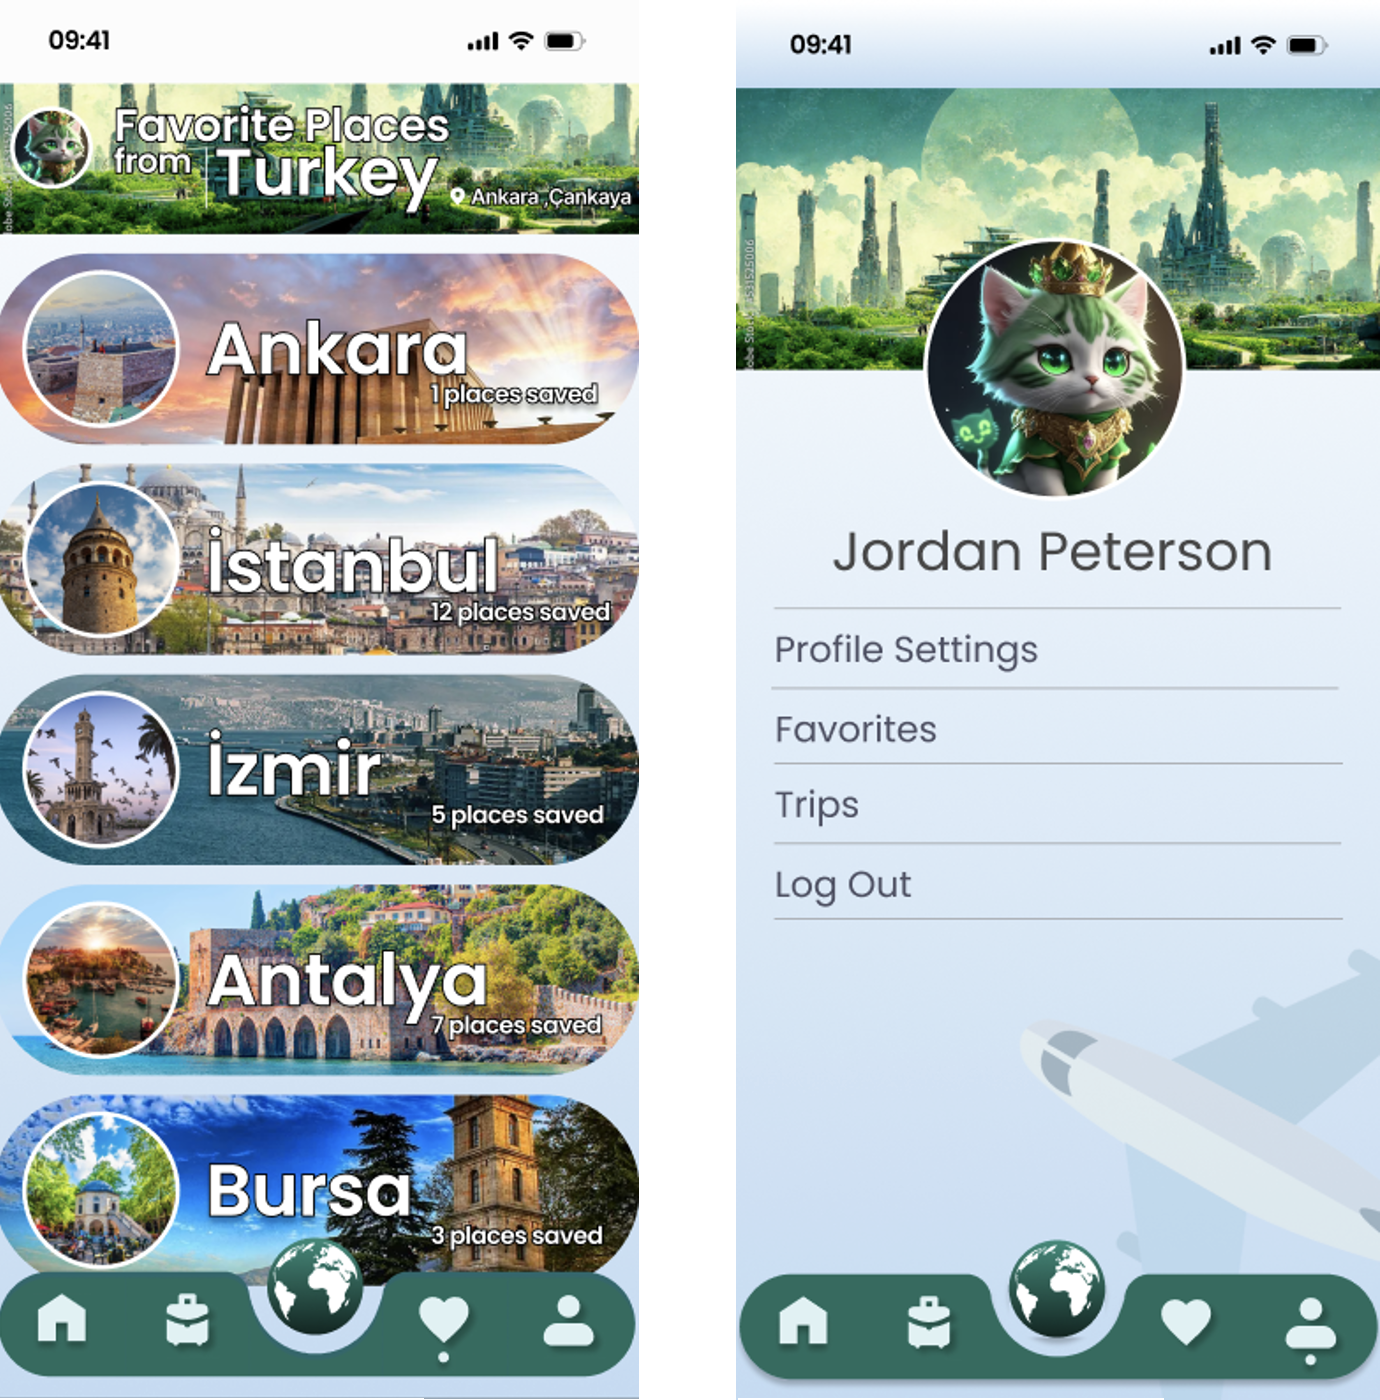 09:41
Favorite Places
from Turkey
Ankara ,Çankaya
Ankara
1 places saved
İstanbul
12 places saved
İzmir
5 places saved
Antalya
7 places saved
Bursa
3 places saved
09:41
Jordan Peterson
Profile Settings
Favorites
Trips
Log Out